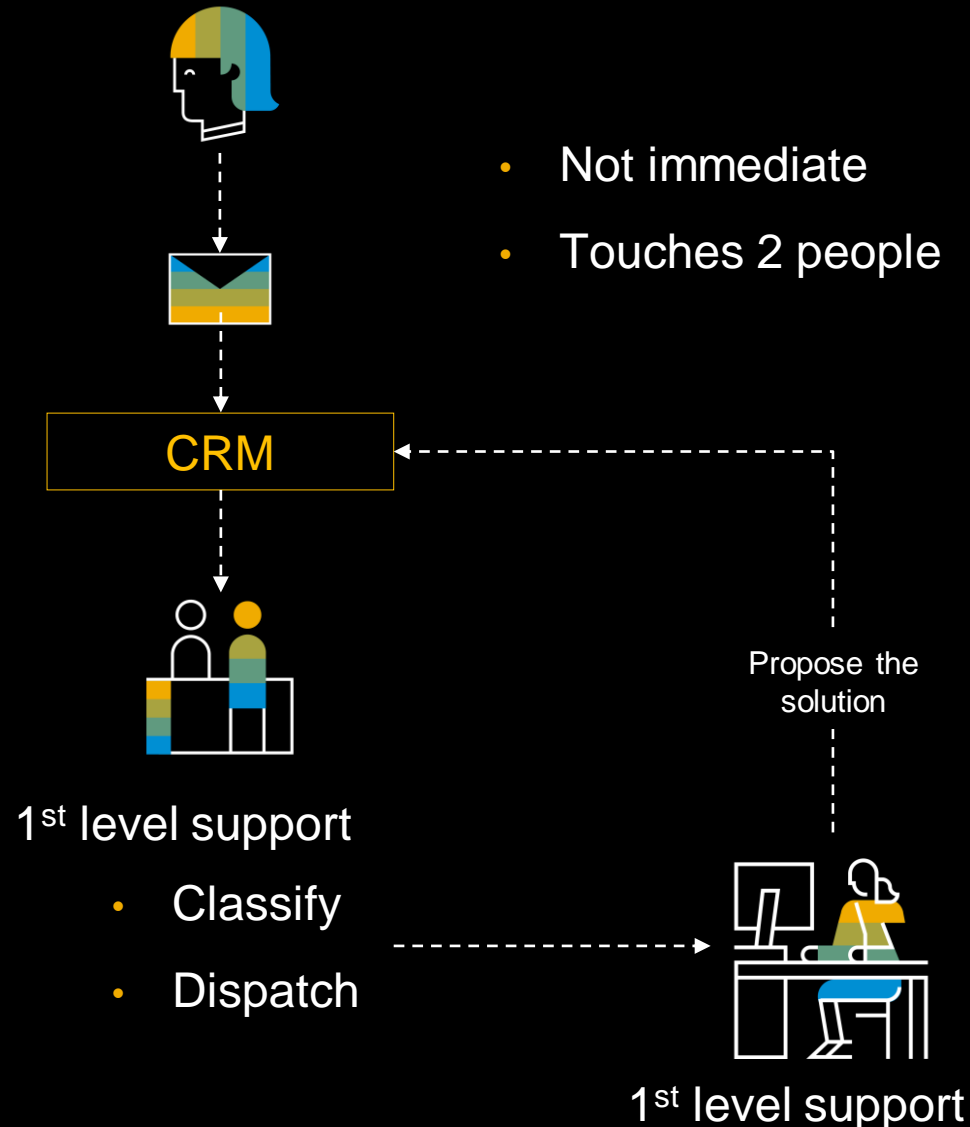 • Not immediate
• Touches 2 people
CRM
Propose the
solution
1st level support
• Classify
• Dispatch
1st level support